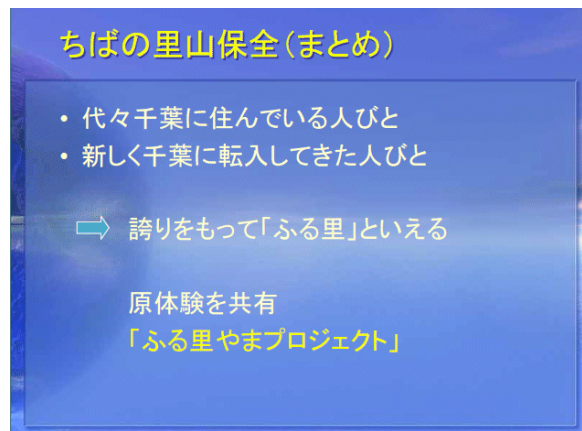 ちばの里山保全(まとめ)
• 代々千葉に住んでいる人びと
• 新しく千葉に転入してきた人びと
誇りをもって「ふる里」といえる
原体験を共有
「ふる里やまプロジェクト」